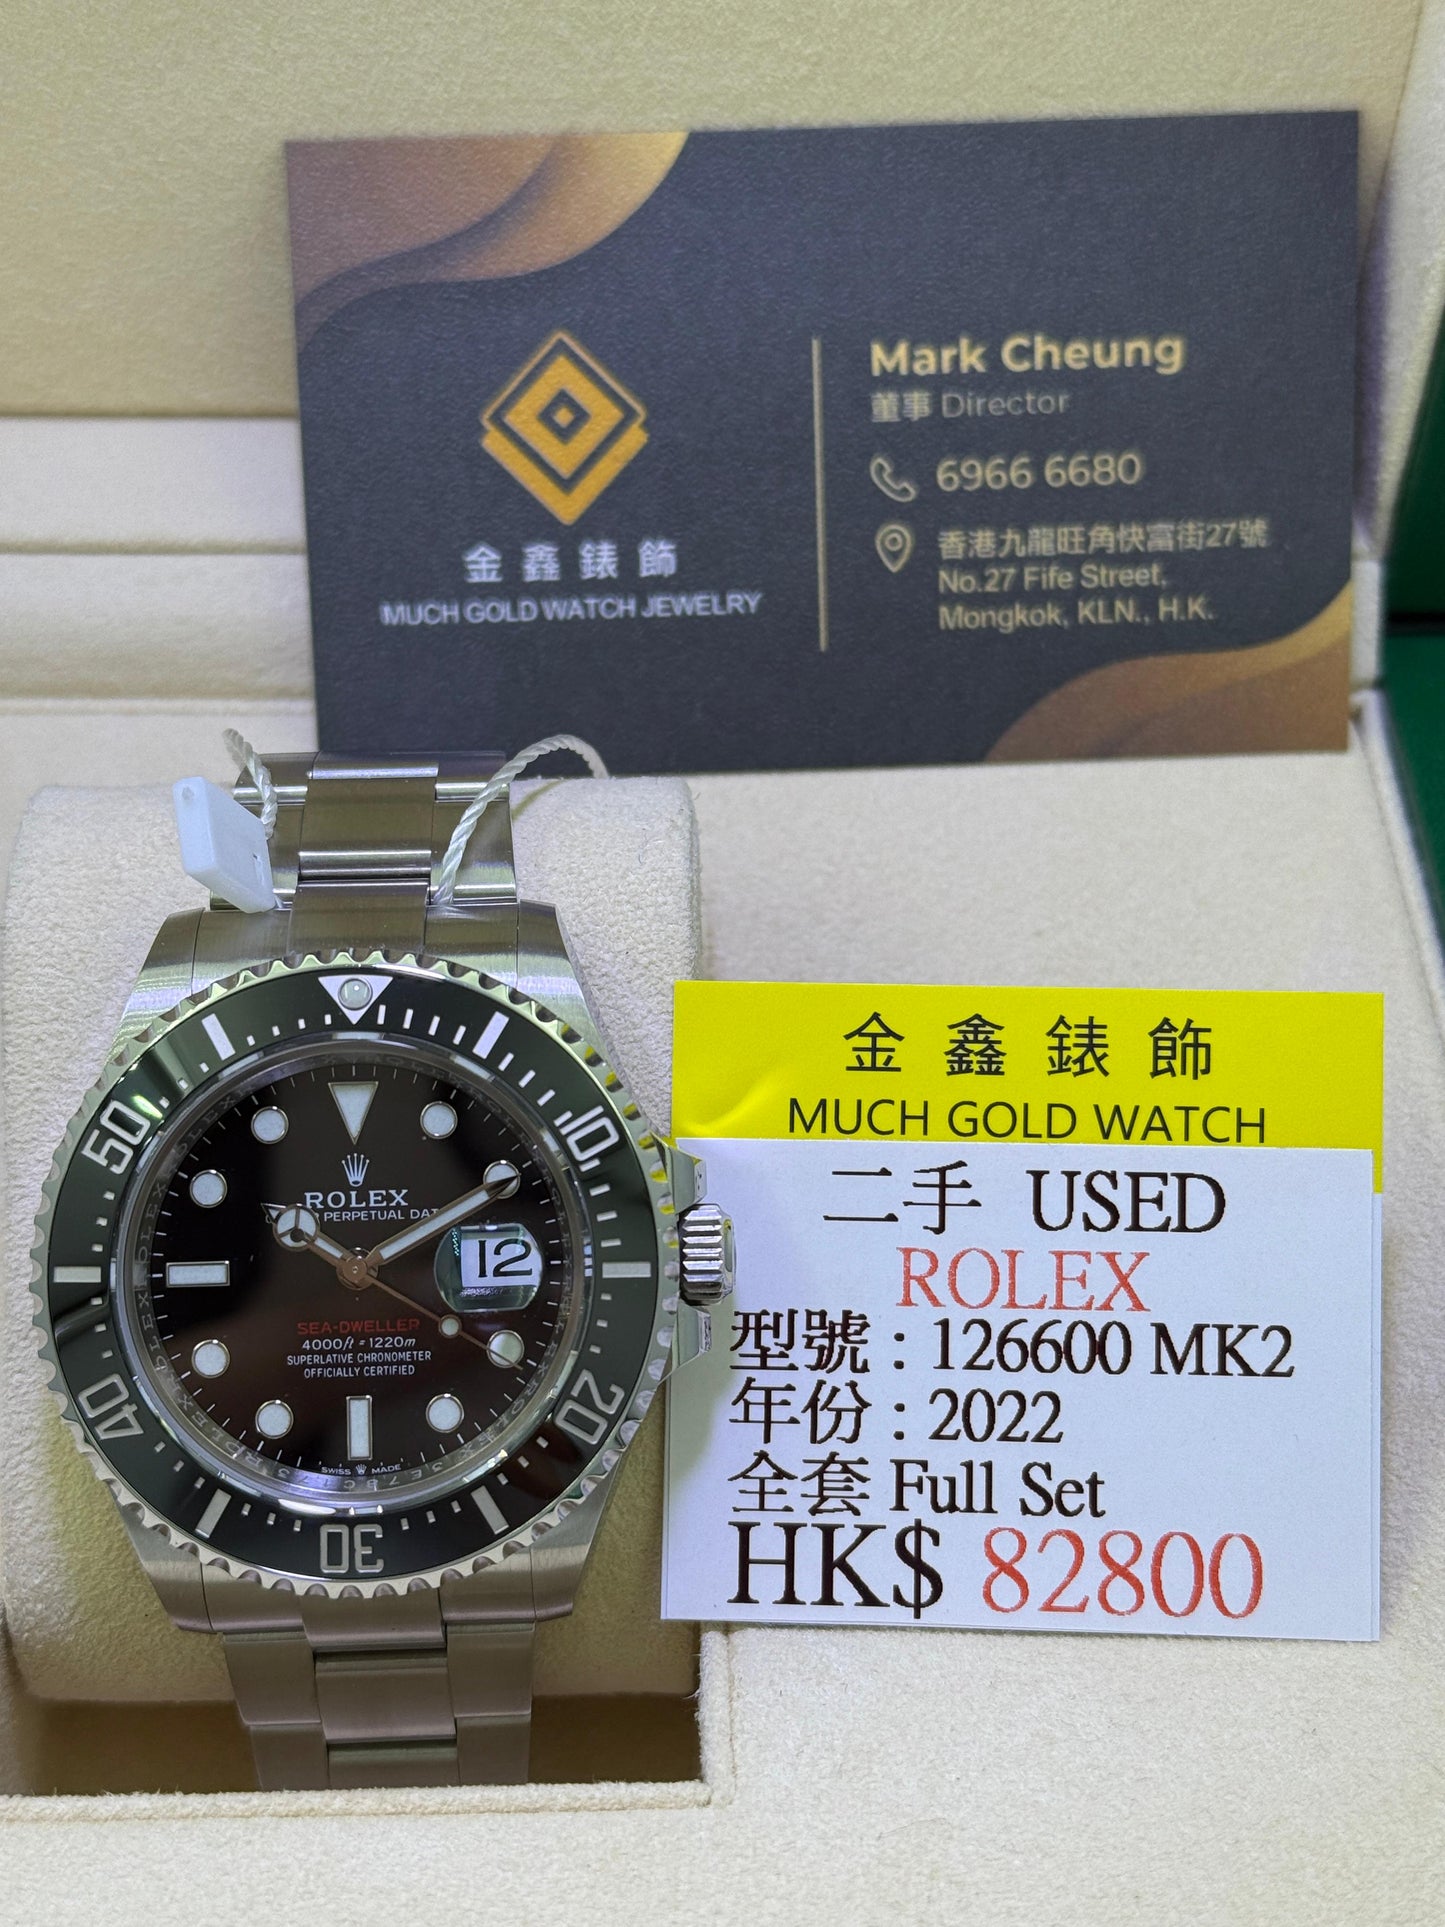 Mark Cheung
董事 Director
6966 6680
香港九龍旺角快富街27號
No.27 Fife Street,
Mongkok, KLN., H.K.
金鑫錶飾
MUCH GOLD WATCH JEWELRY
金鑫錶飾
MUCH GOLD WATCH
二手 USED
ROLEX
型號 : 126600 MK2
年份 : 2022
全套 Full Set
HK$ 82800
10
20
30
40
50
ROLEX
PERPETUAL DAT
12
SEA-DWELLER
4000ft = 1220m
SUPERLATIVE CHRONOMETER
OFFICIALLY CERTIFIED
SWISS MADE